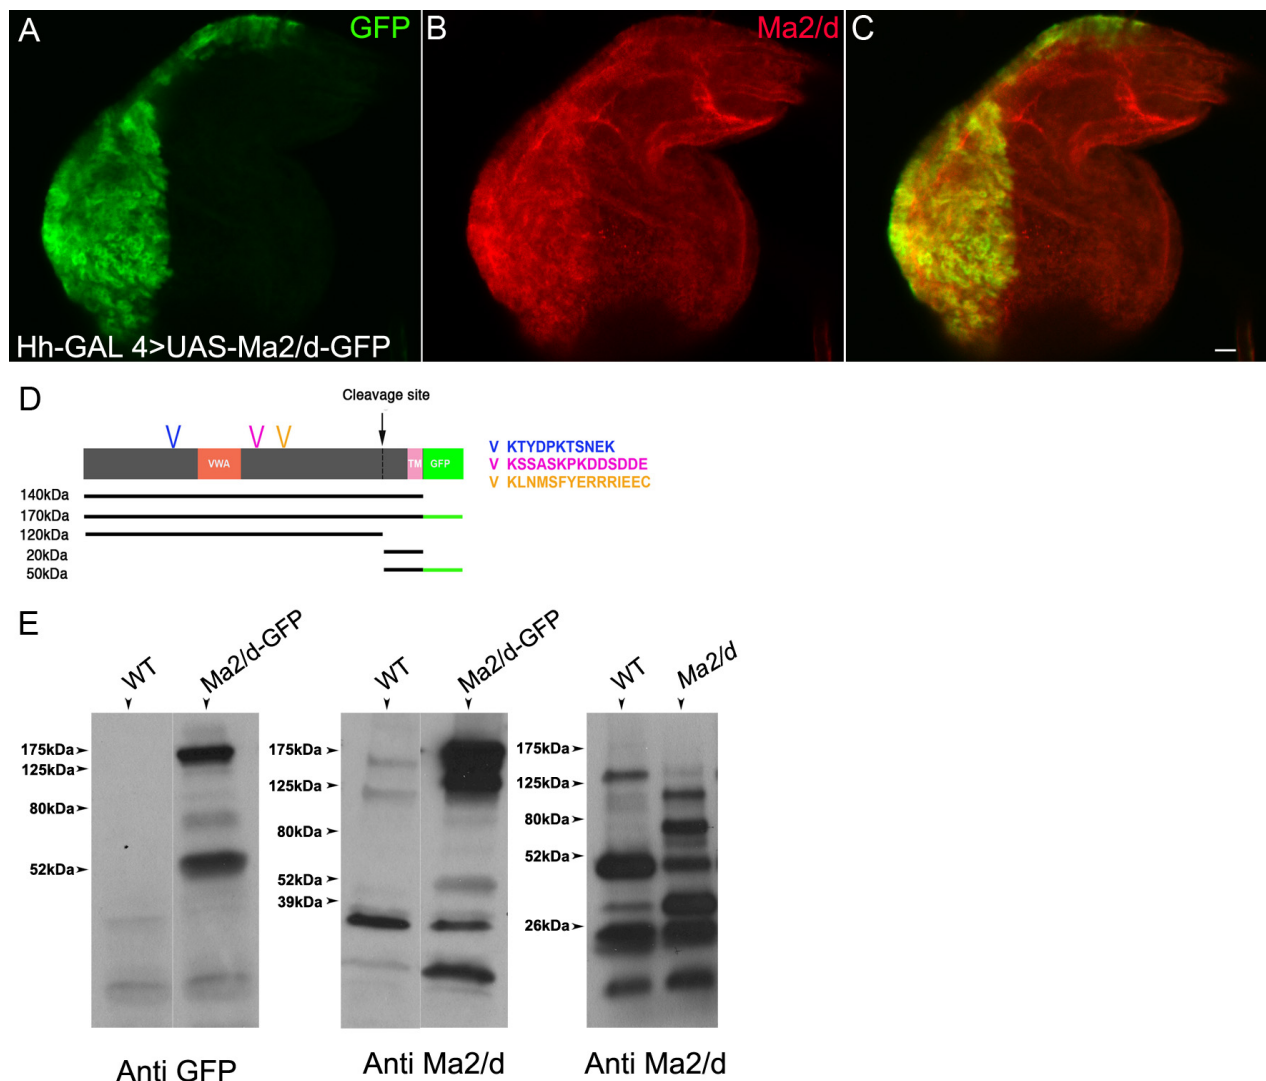 A GFP B Ma2/d C
Hh-GAL 4>UAS-Ma2/d-GFP
D
Cleavage site
V V V
VWA TM GFP
V KTYDPKTSNEK
V KSSASKPKDDSDDE
V KLNMSFYERRRIEEC
140kDa
170kDa
120kDa
20kDa
50kDa
E
WT Ma2/d-GFP
175kDa
125kDa
80kDa
52kDa
Anti GFP
WT Ma2/d-GFP
175kDa
125kDa
80kDa
52kDa
39kDa
Anti Ma2/d
WT Ma2/d
175kDa
125kDa
80kDa
52kDa
26kDa
Anti Ma2/d